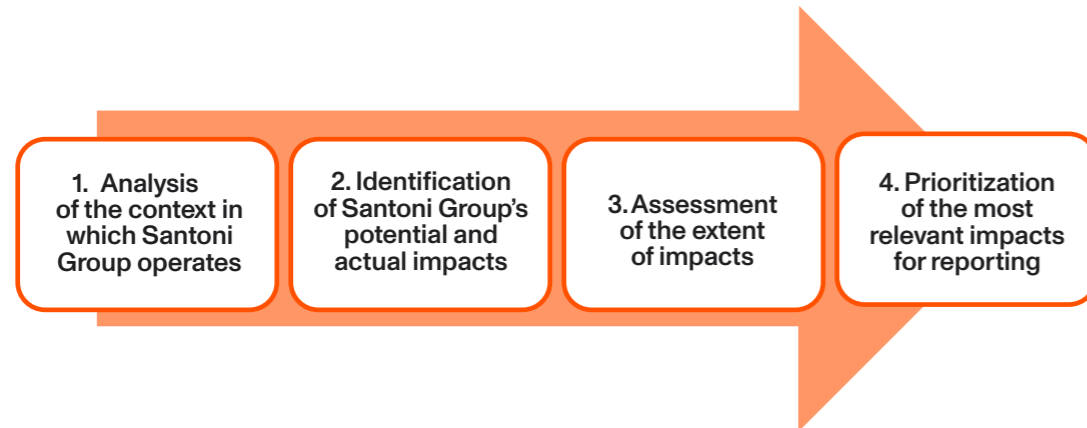 1. Analysis
of the context in
which Santoni
Group operates
2. Identification
of Santoni Group’s
potential and
actual impacts
3. Assessment
of the extent
of impacts
4. Prioritization
of the most
relevant impacts
for reporting